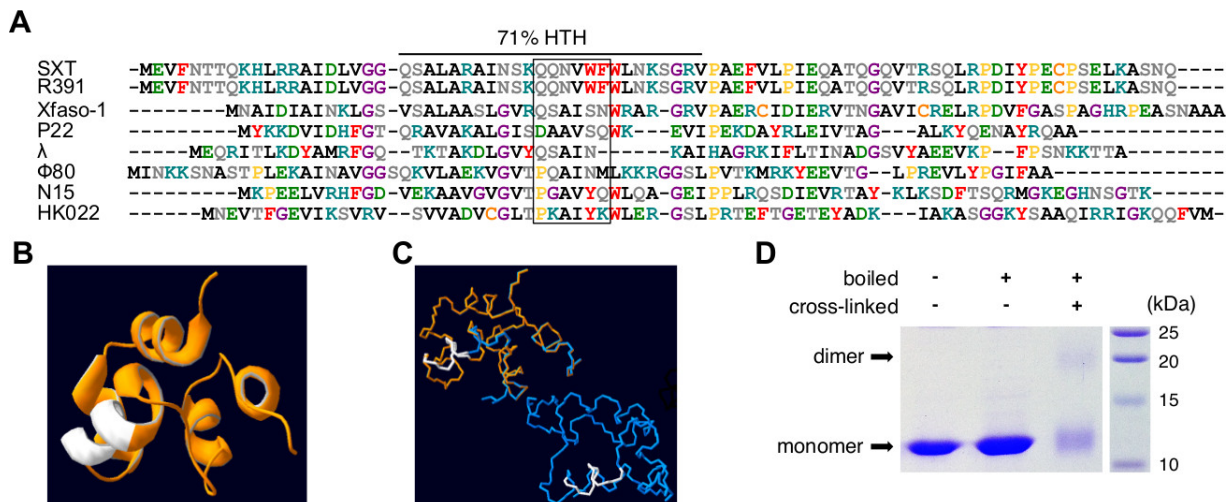 A
71% HTH
SXT -MEVFNTTQKHLRRAIDLVGG-QSALARAINSKQQNVWFWLNKSGRVPAEFVLPIEQATQGQVTRSQLRPDIYPECPSELKASNQ----
R391 -MEVFNTTQKHLRRAIDLVGG-QSALARAINSKQQNVWFWLNKSGRVPAEFVLPIEQATQGQVTRSQLRPDIYPECPSELKASNQ----
Xfaso-1 --------MNAIDIAINKLGS-VSALAASLGVRQSAISNWRAR-GRVPAERCIDIERVTNGAVICRELRPDVFGASPAGHRPEASNAAA
P22 ---------MYKKDVIDHFGT-QRAVAKALGISDAAVSQWK---EVIPEKDAYRLEIVTAG---ALKYQENAYRQAA------------
λ -----MEQRITLKDYAMRFGQ--TKTAKDLGVYQSAIN------KAIHAGRKIFLTINADGSVYAEEVKP--FPSNKKTTA--------
Φ80 MINKKSNASTPLEKAINAVGGSQKVLAEKVGVTPQAINMLKKRGGSLPVTKMRKYEEVTG----LPREVLYPGIFAA------------
N15 ---------MKPEELVRHFGD-VEKAAVGVGVTPGAVYQWLQA-GEIPPLRQSDIEVRTAY-KLKSDFTSQRMGKEGHNSGTK------
HK022 ------MNEVTFGEVIKSVRV--SVVADVCGLTPKAIYKWLER-GSLPRTEFTGETEYADK---IAKASGGKYSAAQIRRIGKQQFVM-
B
C
D
boiled - + +
cross-linked - - + (kDa)
25
dimer 20
15
monomer
10